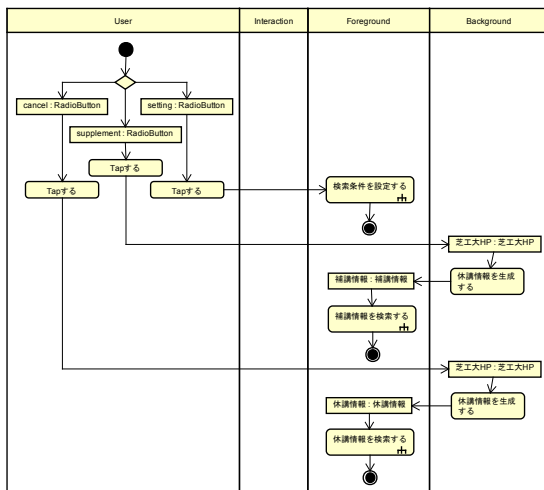 User
Interaction
Foreground
Background
cancel : RadioButton
setting : RadioButton
supplement : RadioButton
Tapする
Tapする
Tapする
検索条件を設定する
芝工大HP : 芝工大HP
補講情報 : 補講情報
休講情報を生成
する
補講情報を検索する
芝工大HP : 芝工大HP
休講情報 : 休講情報
休講情報を生成
する
休講情報を検索する